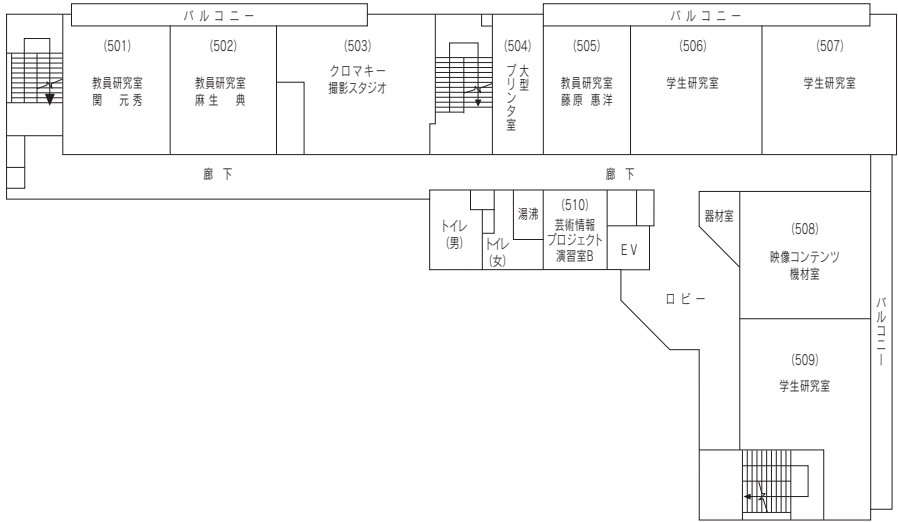 バルコニー
バルコニー
(501)
教員研究室
関 元秀
(502)
教員研究室
麻生 典
(503)
クロマキー
撮影スタジオ
(504)
大型
プリンタ室
(505)
教員研究室
藤原 惠洋
(506)
学生研究室
(507)
学生研究室
廊下
廊下
トイレ
(男)
トイレ
(女)
湯沸
(510)
芸術情報
プロジェクト
演習室B
EV
器材室
(508)
映像コンテンツ
機材室
ロビー
バルコニー
(509)
学生研究室